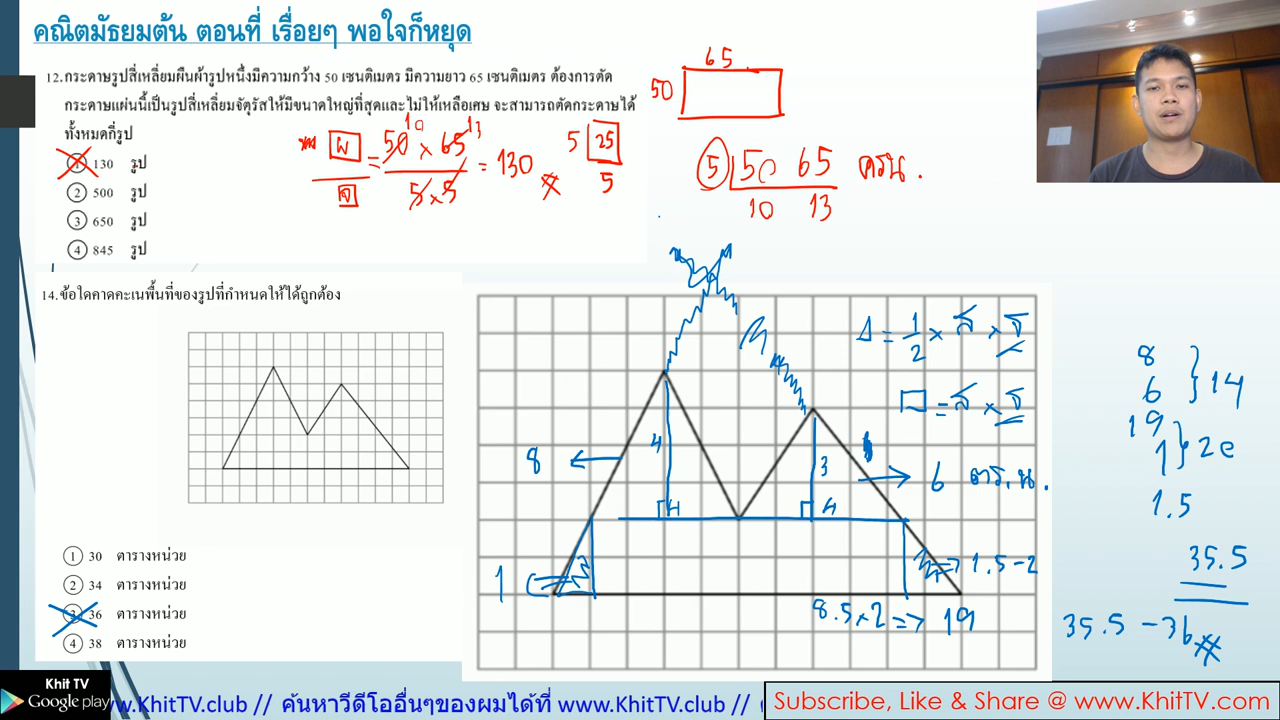 คณิตมัธยมต้น ตอนที่ เรื่อยๆ พอใจก็หยุด
12.กระดาษรูปสี่เหลี่ยมผืนผ้ารูปหนึ่งมีความกว้าง 50 เซนติเมตร มีความยาว 65 เซนติเมตร ต้องการตัด
กระดาษแผ่นนี้เป็นรูปสี่เหลี่ยมจัตุรัสให้มีขนาดใหญ่ที่สุดและไม่ให้เหลือเศษ จะสามารถตัดกระดาษได้
ทั้งหมดกี่รูป
1 130 รูป
2 500 รูป
3 650 รูป
4 845 รูป
ผ = 50 × 65 = 130
จ 5 × 5
10 13
5 25
5
65
50
5 50 65 ครน.
10 13
14.ข้อใดคาดคะเนพื้นที่ของรูปที่กำหนดให้ได้ถูกต้อง
1 30 ตารางหน่วย
2 34 ตารางหน่วย
3 36 ตารางหน่วย
4 38 ตารางหน่วย
Δ = 1/2 × ส × ฐ
□ = ส × ฐ
8
4
4
3
4
6 ตร.น.
1
1.5-2
8.5×2 => 19
8
6 } 14
19
1 } 20
1.5
35.5
35.5 - 36
Khit TV
Google play
www.KhitTV.club // ค้นหาวีดีโออื่นๆของผมได้ที่ www.KhitTV.club //
Subscribe, Like & Share @ www.KhitTV.com